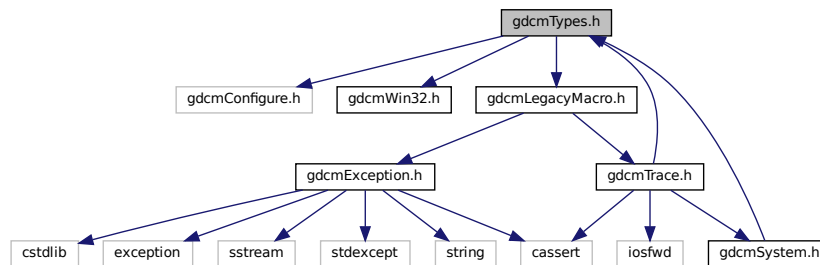 gdcmTypes.h
gdcmConfigure.h
gdcmWin32.h
gdcmLegacyMacro.h
gdcmException.h
gdcmTrace.h
cstdlib
exception
sstream
stdexcept
string
cassert
iosfwd
gdcmSystem.h